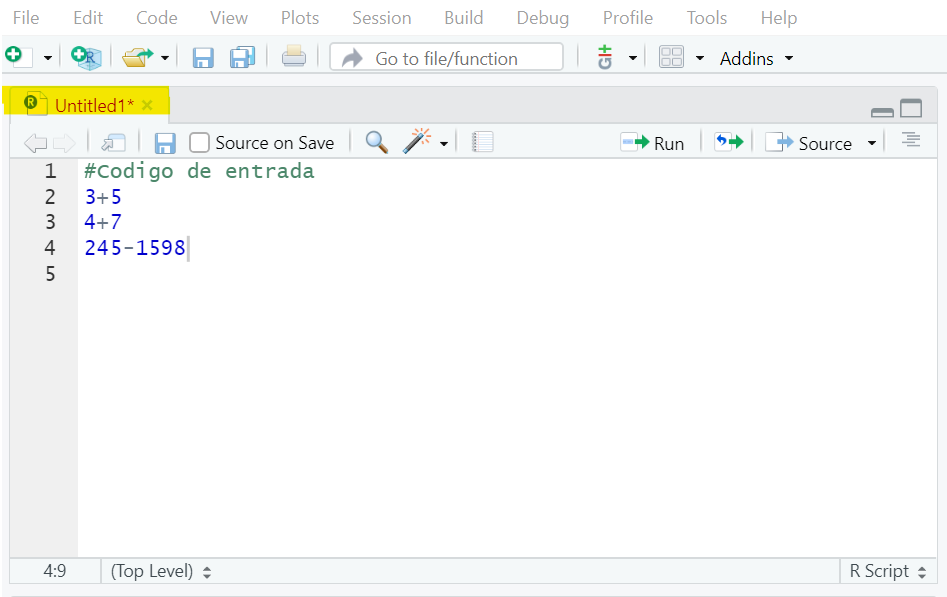 File Edit Code View Plots Session Build Debug Profile Tools Help
Go to file/function Addins
Untitled1*
Source on Save Run Source
1 #Codigo de entrada
2 3+5
3 4+7
4 245-1598
5
4:9 (Top Level) R Script